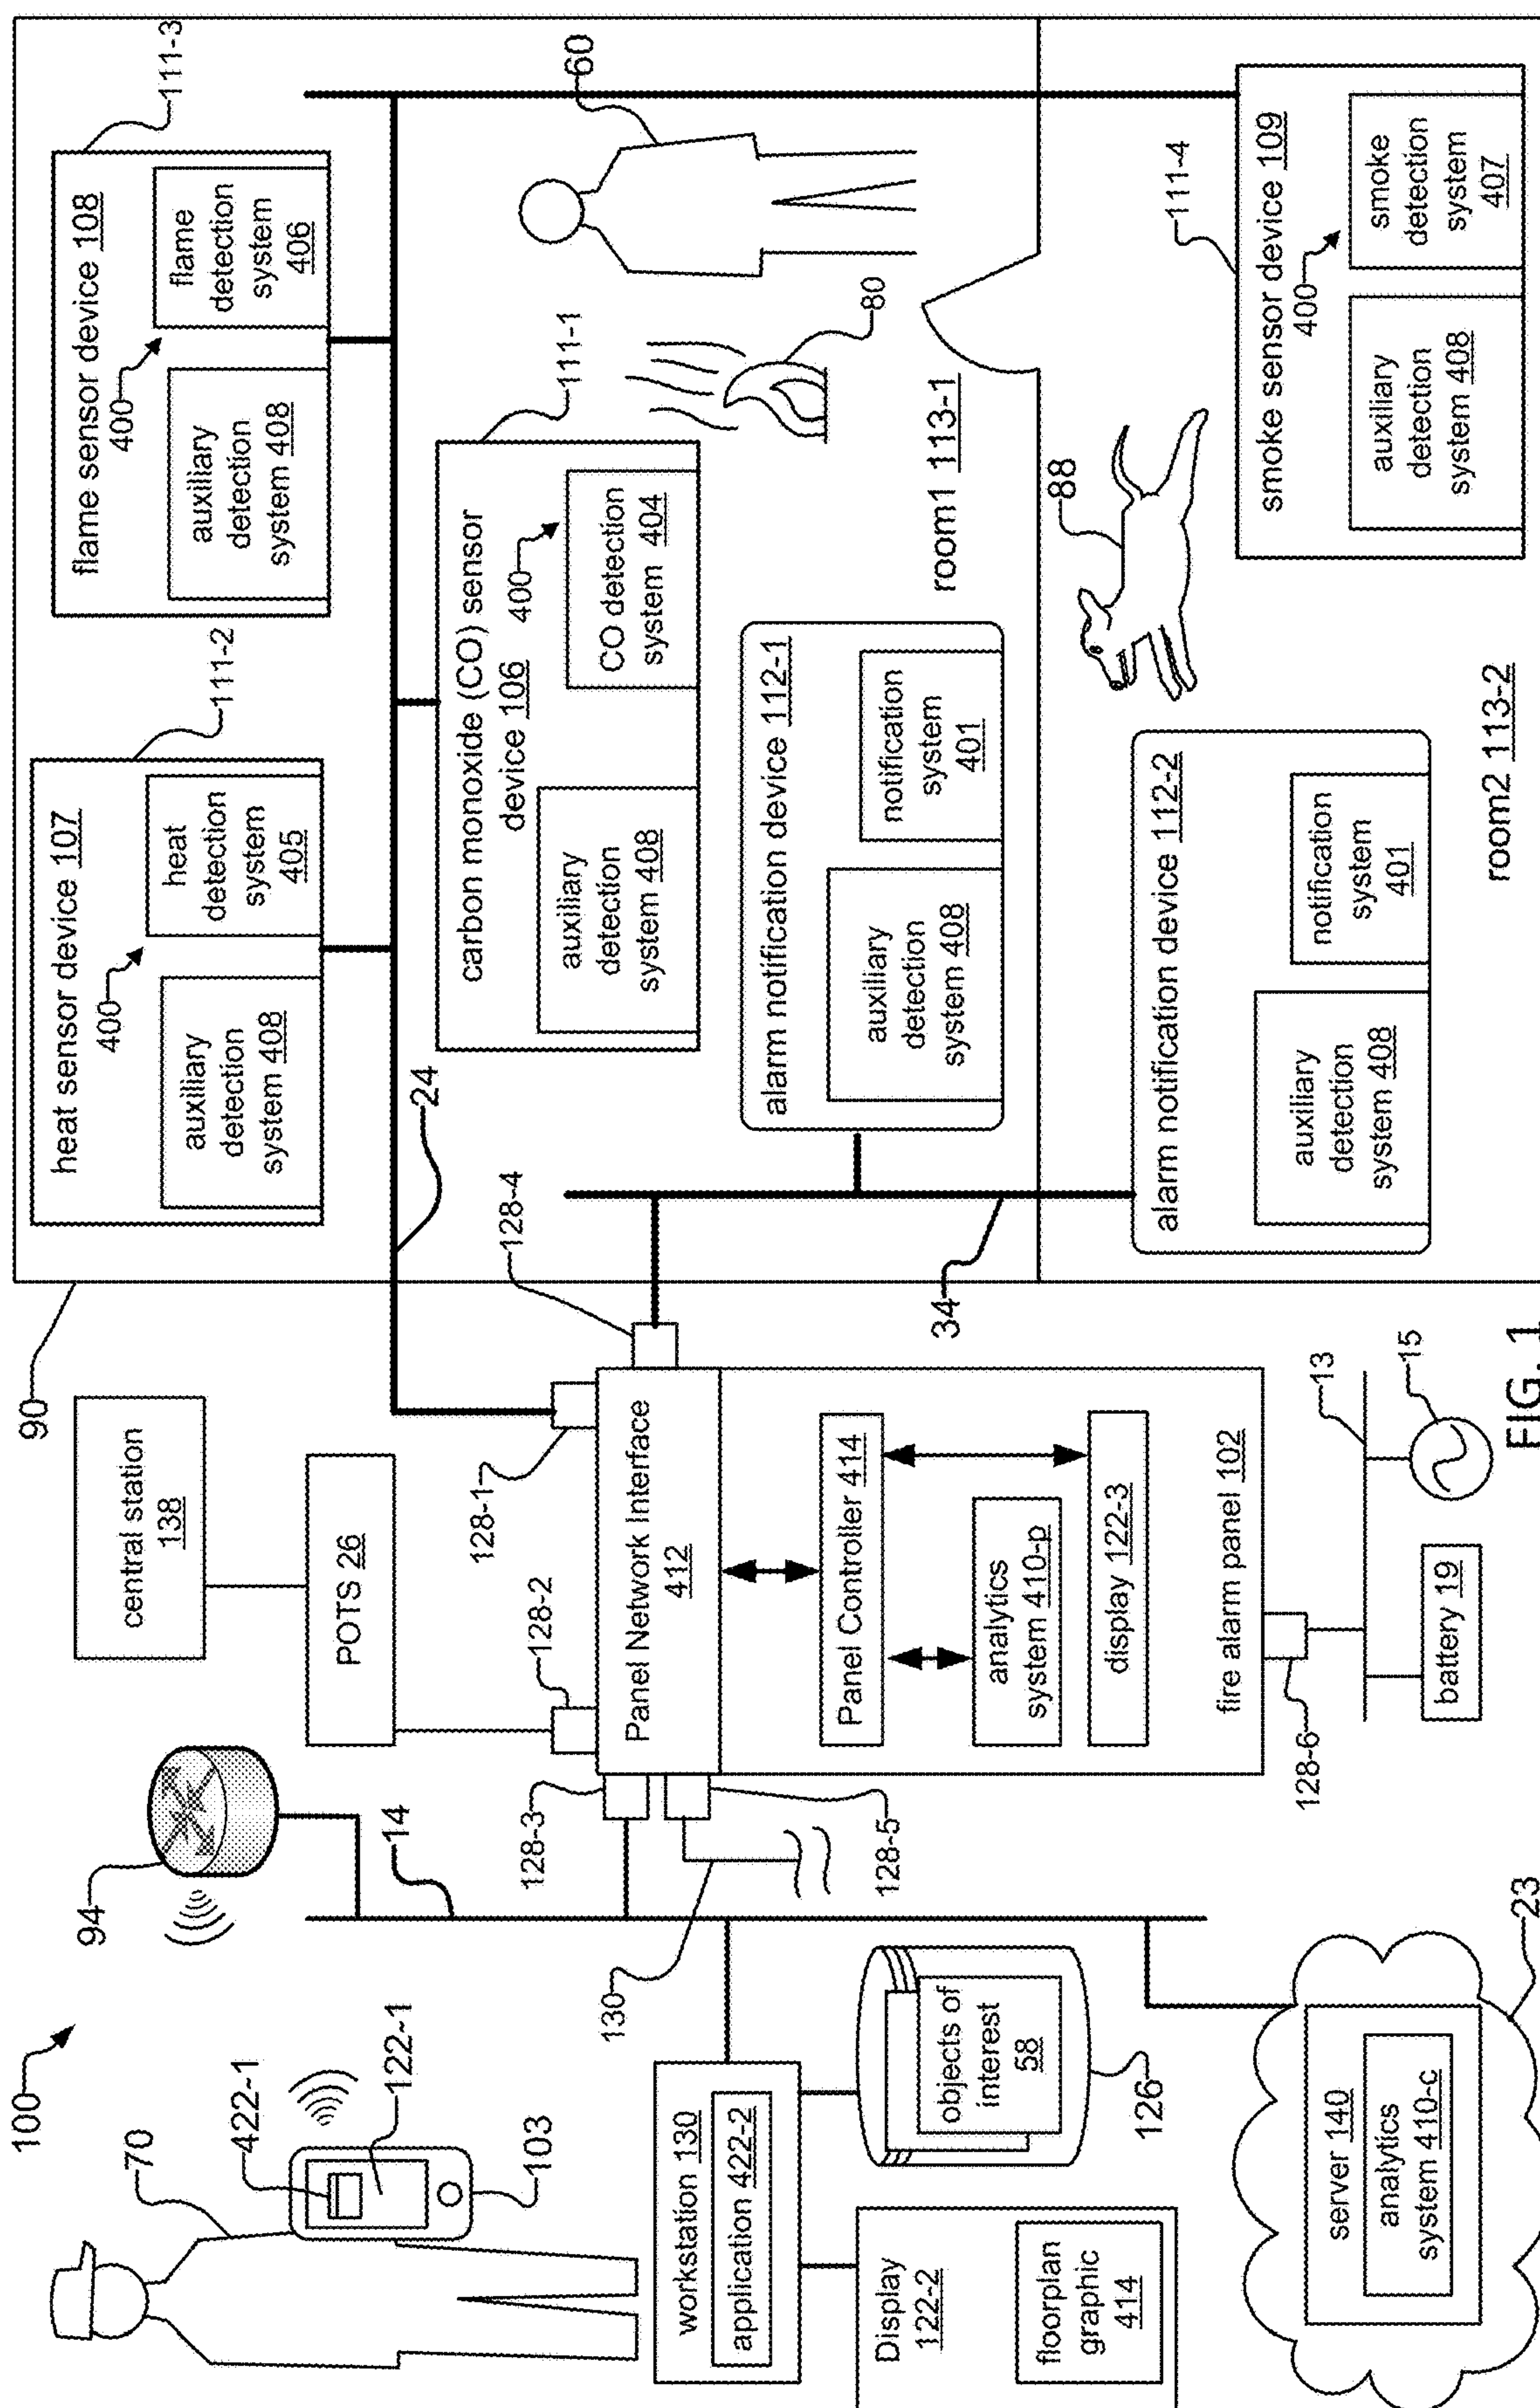 100
70
422-1
122-1
103
94
14
workstation 130
application 422-2
Display
122-2
floorplan
graphic
414
objects of
interest
58
126
server 140
analytics
system 410-c
23
130
central station
138
POTS 26
128-1
128-2
128-3
128-4
128-5
128-6
Panel Network Interface
412
Panel Controller 414
analytics
system 410-p
display 122-3
fire alarm panel 102
13
15
battery 19
90
24
34
heat sensor device 107
111-2
400
auxiliary
detection
system 408
heat
detection
system
405
flame sensor device 108
111-3
400
auxiliary
detection
system 408
flame
detection
system
406
carbon monoxide (CO) sensor
device 106
111-1
400
auxiliary
detection
system 408
CO detection
system 404
60
80
alarm notification device 112-1
auxiliary
detection
system 408
notification
system
401
room1 113-1
88
alarm notification device 112-2
auxiliary
detection
system 408
notification
system
401
room2 113-2
smoke sensor device 109
111-4
400
auxiliary
detection
system 408
smoke
detection
system
407
FIG. 1